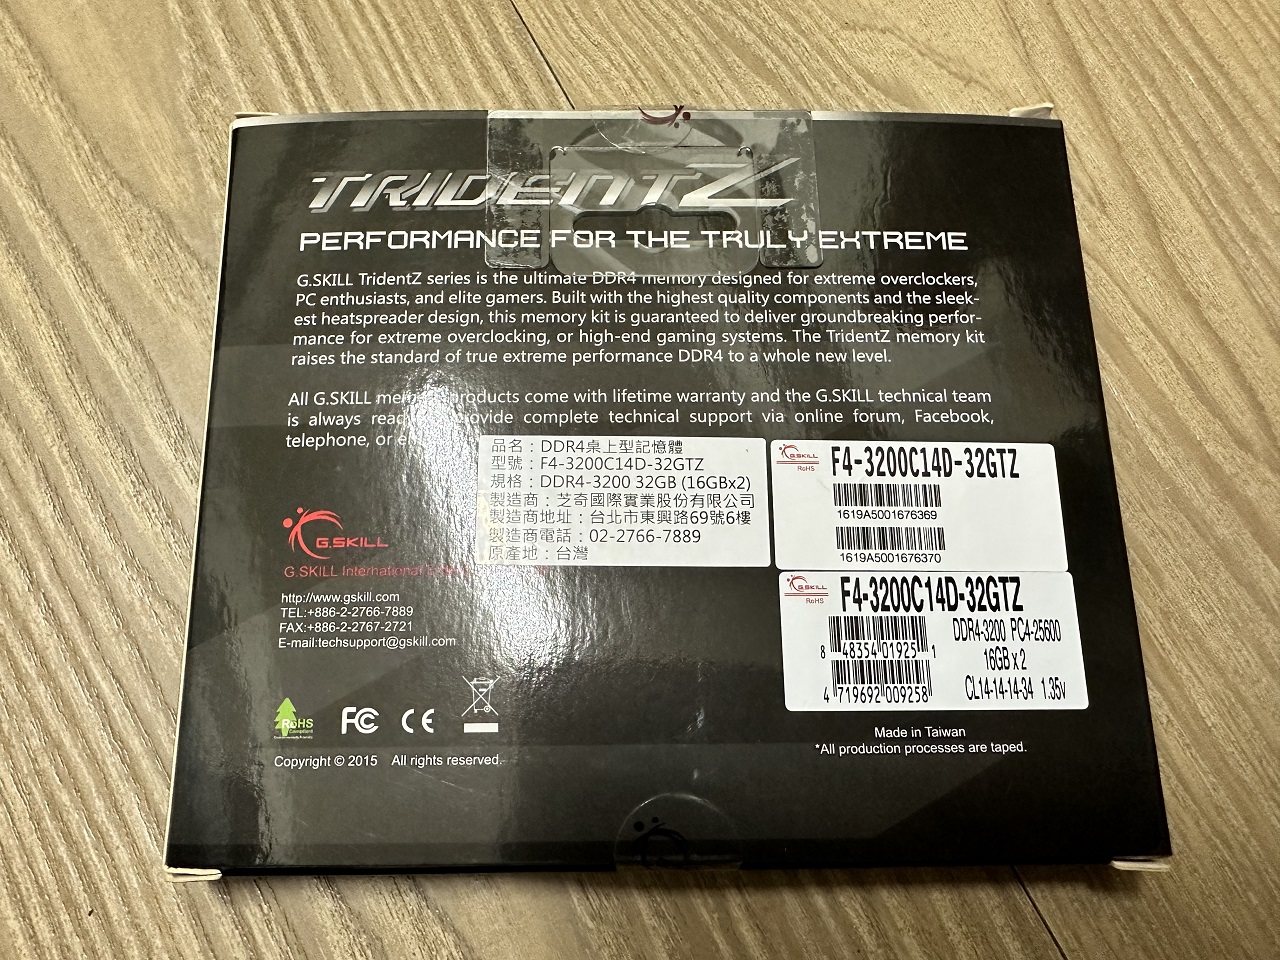 TRIDENTZ
PERFORMANCE FOR THE TRULY EXTREME
G.SKILL TridentZ series is the ultimate DDR4 memory designed for extreme overclockers,
PC enthusiasts, and elite gamers. Built with the highest quality components and the sleek-
est heatspreader design, this memory kit is guaranteed to deliver groundbreaking perfor-
mance for extreme overclocking, or high-end gaming systems. The TridentZ memory kit
raises the standard of true extreme performance DDR4 to a whole new level.
All G.SKILL products come with lifetime warranty and the G.SKILL technical team
is always complete technical support via online forum, Facebook,
telephone, or
品名：DDR4桌上型記憶體
型號：F4-3200C14D-32GTZ
規格：DDR4-3200 32GB (16GBx2)
製造商：芝奇國際實業股份有限公司
製造商地址：台北市東興路69號6樓
製造商電話：02-2766-7889
原產地：台灣
G.SKILL
RoHS
F4-3200C14D-32GTZ
1619A5001676369
1619A5001676370
G.SKILL
RoHS
F4-3200C14D-32GTZ
DDR4-3200 PC4-25600
16GB x 2
CL14-14-14-34 1.35v
8 48354 01925 1
4 719692 009258
G.SKILL
G.SKILL International
http://www.gskill.com
TEL:+886-2-2766-7889
FAX:+886-2-2767-2721
E-mail:techsupport@gskill.com
RoHS
FC CE
Copyright © 2015 All rights reserved.
Made in Taiwan
*All production processes are taped.